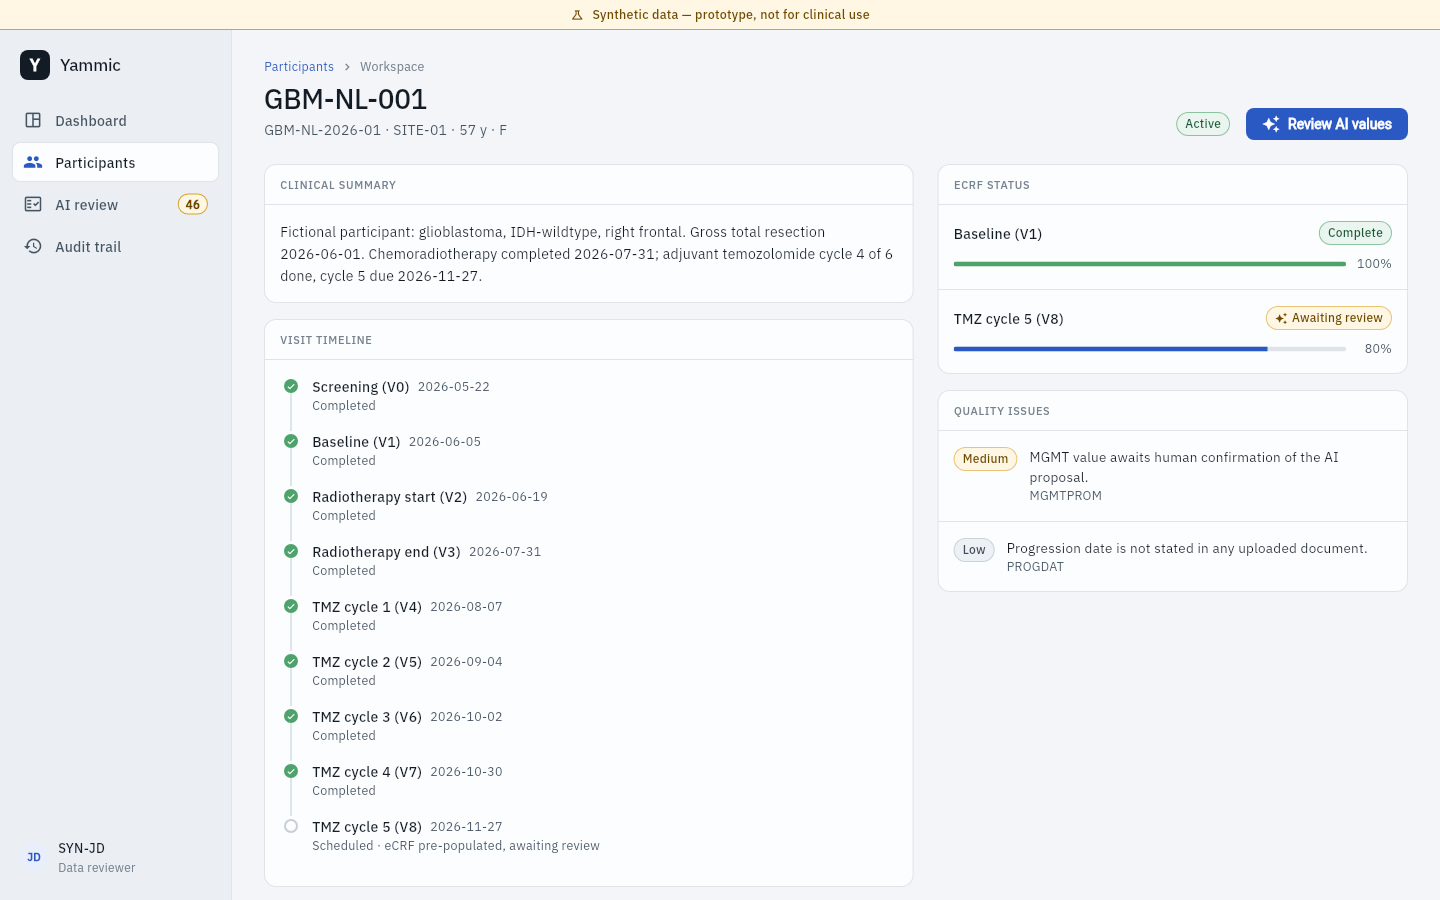 Synthetic data — prototype, not for clinical use
Y Yammic
Dashboard
Participants
AI review 46
Audit trail
SYN-JD
JD
Data reviewer
Participants › Workspace
GBM-NL-001
GBM-NL-2026-01 · SITE-01 · 57 y · F
Active
Review AI values
CLINICAL SUMMARY
Fictional participant: glioblastoma, IDH-wildtype, right frontal. Gross total resection
2026-06-01. Chemoradiotherapy completed 2026-07-31; adjuvant temozolomide cycle 4 of 6
done, cycle 5 due 2026-11-27.
VISIT TIMELINE
Screening (V0) 2026-05-22
Completed
Baseline (V1) 2026-06-05
Completed
Radiotherapy start (V2) 2026-06-19
Completed
Radiotherapy end (V3) 2026-07-31
Completed
TMZ cycle 1 (V4) 2026-08-07
Completed
TMZ cycle 2 (V5) 2026-09-04
Completed
TMZ cycle 3 (V6) 2026-10-02
Completed
TMZ cycle 4 (V7) 2026-10-30
Completed
TMZ cycle 5 (V8) 2026-11-27
Scheduled · eCRF pre-populated, awaiting review
ECRF STATUS
Baseline (V1) Complete
100%
TMZ cycle 5 (V8) Awaiting review
80%
QUALITY ISSUES
Medium MGMT value awaits human confirmation of the AI
proposal.
MGMTPROM
Low Progression date is not stated in any uploaded document.
PROGDAT